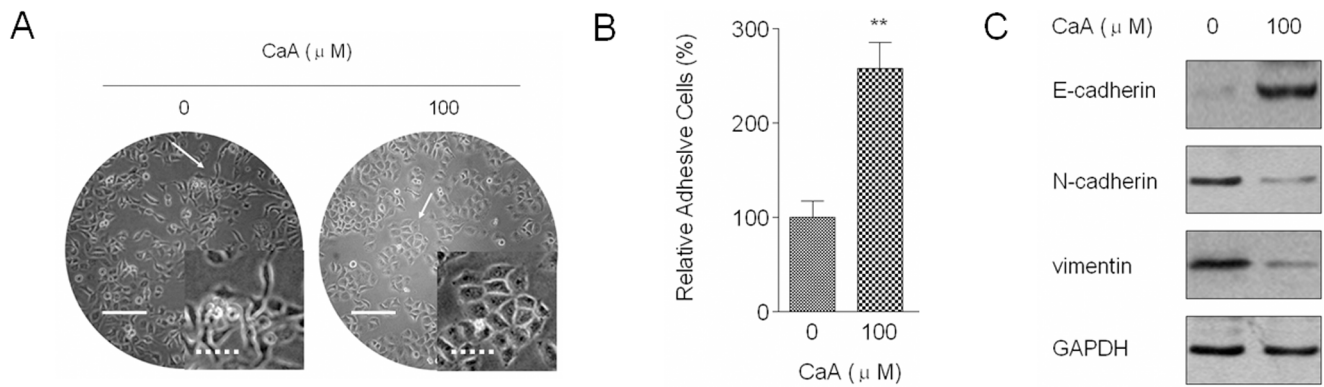 A
CaA (μ M)
0
100
B
Relative Adhesive Cells (%)
300
200
100
0
**
0
100
CaA (μ M)
C
CaA (μ M)
0
100
E-cadherin
N-cadherin
vimentin
GAPDH